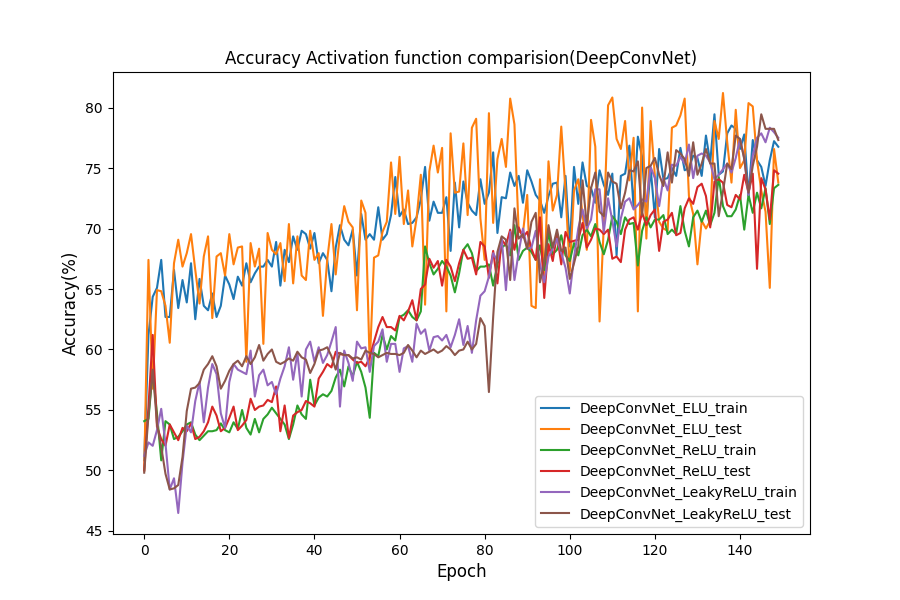 Accuracy Activation function comparision(DeepConvNet)
80
75
70
65
60
55
50
45
Accuracy(%)
DeepConvNet_ELU_train
DeepConvNet_ELU_test
DeepConvNet_ReLU_train
DeepConvNet_ReLU_test
DeepConvNet_LeakyReLU_train
DeepConvNet_LeakyReLU_test
0 20 40 60 80 100 120 140
Epoch